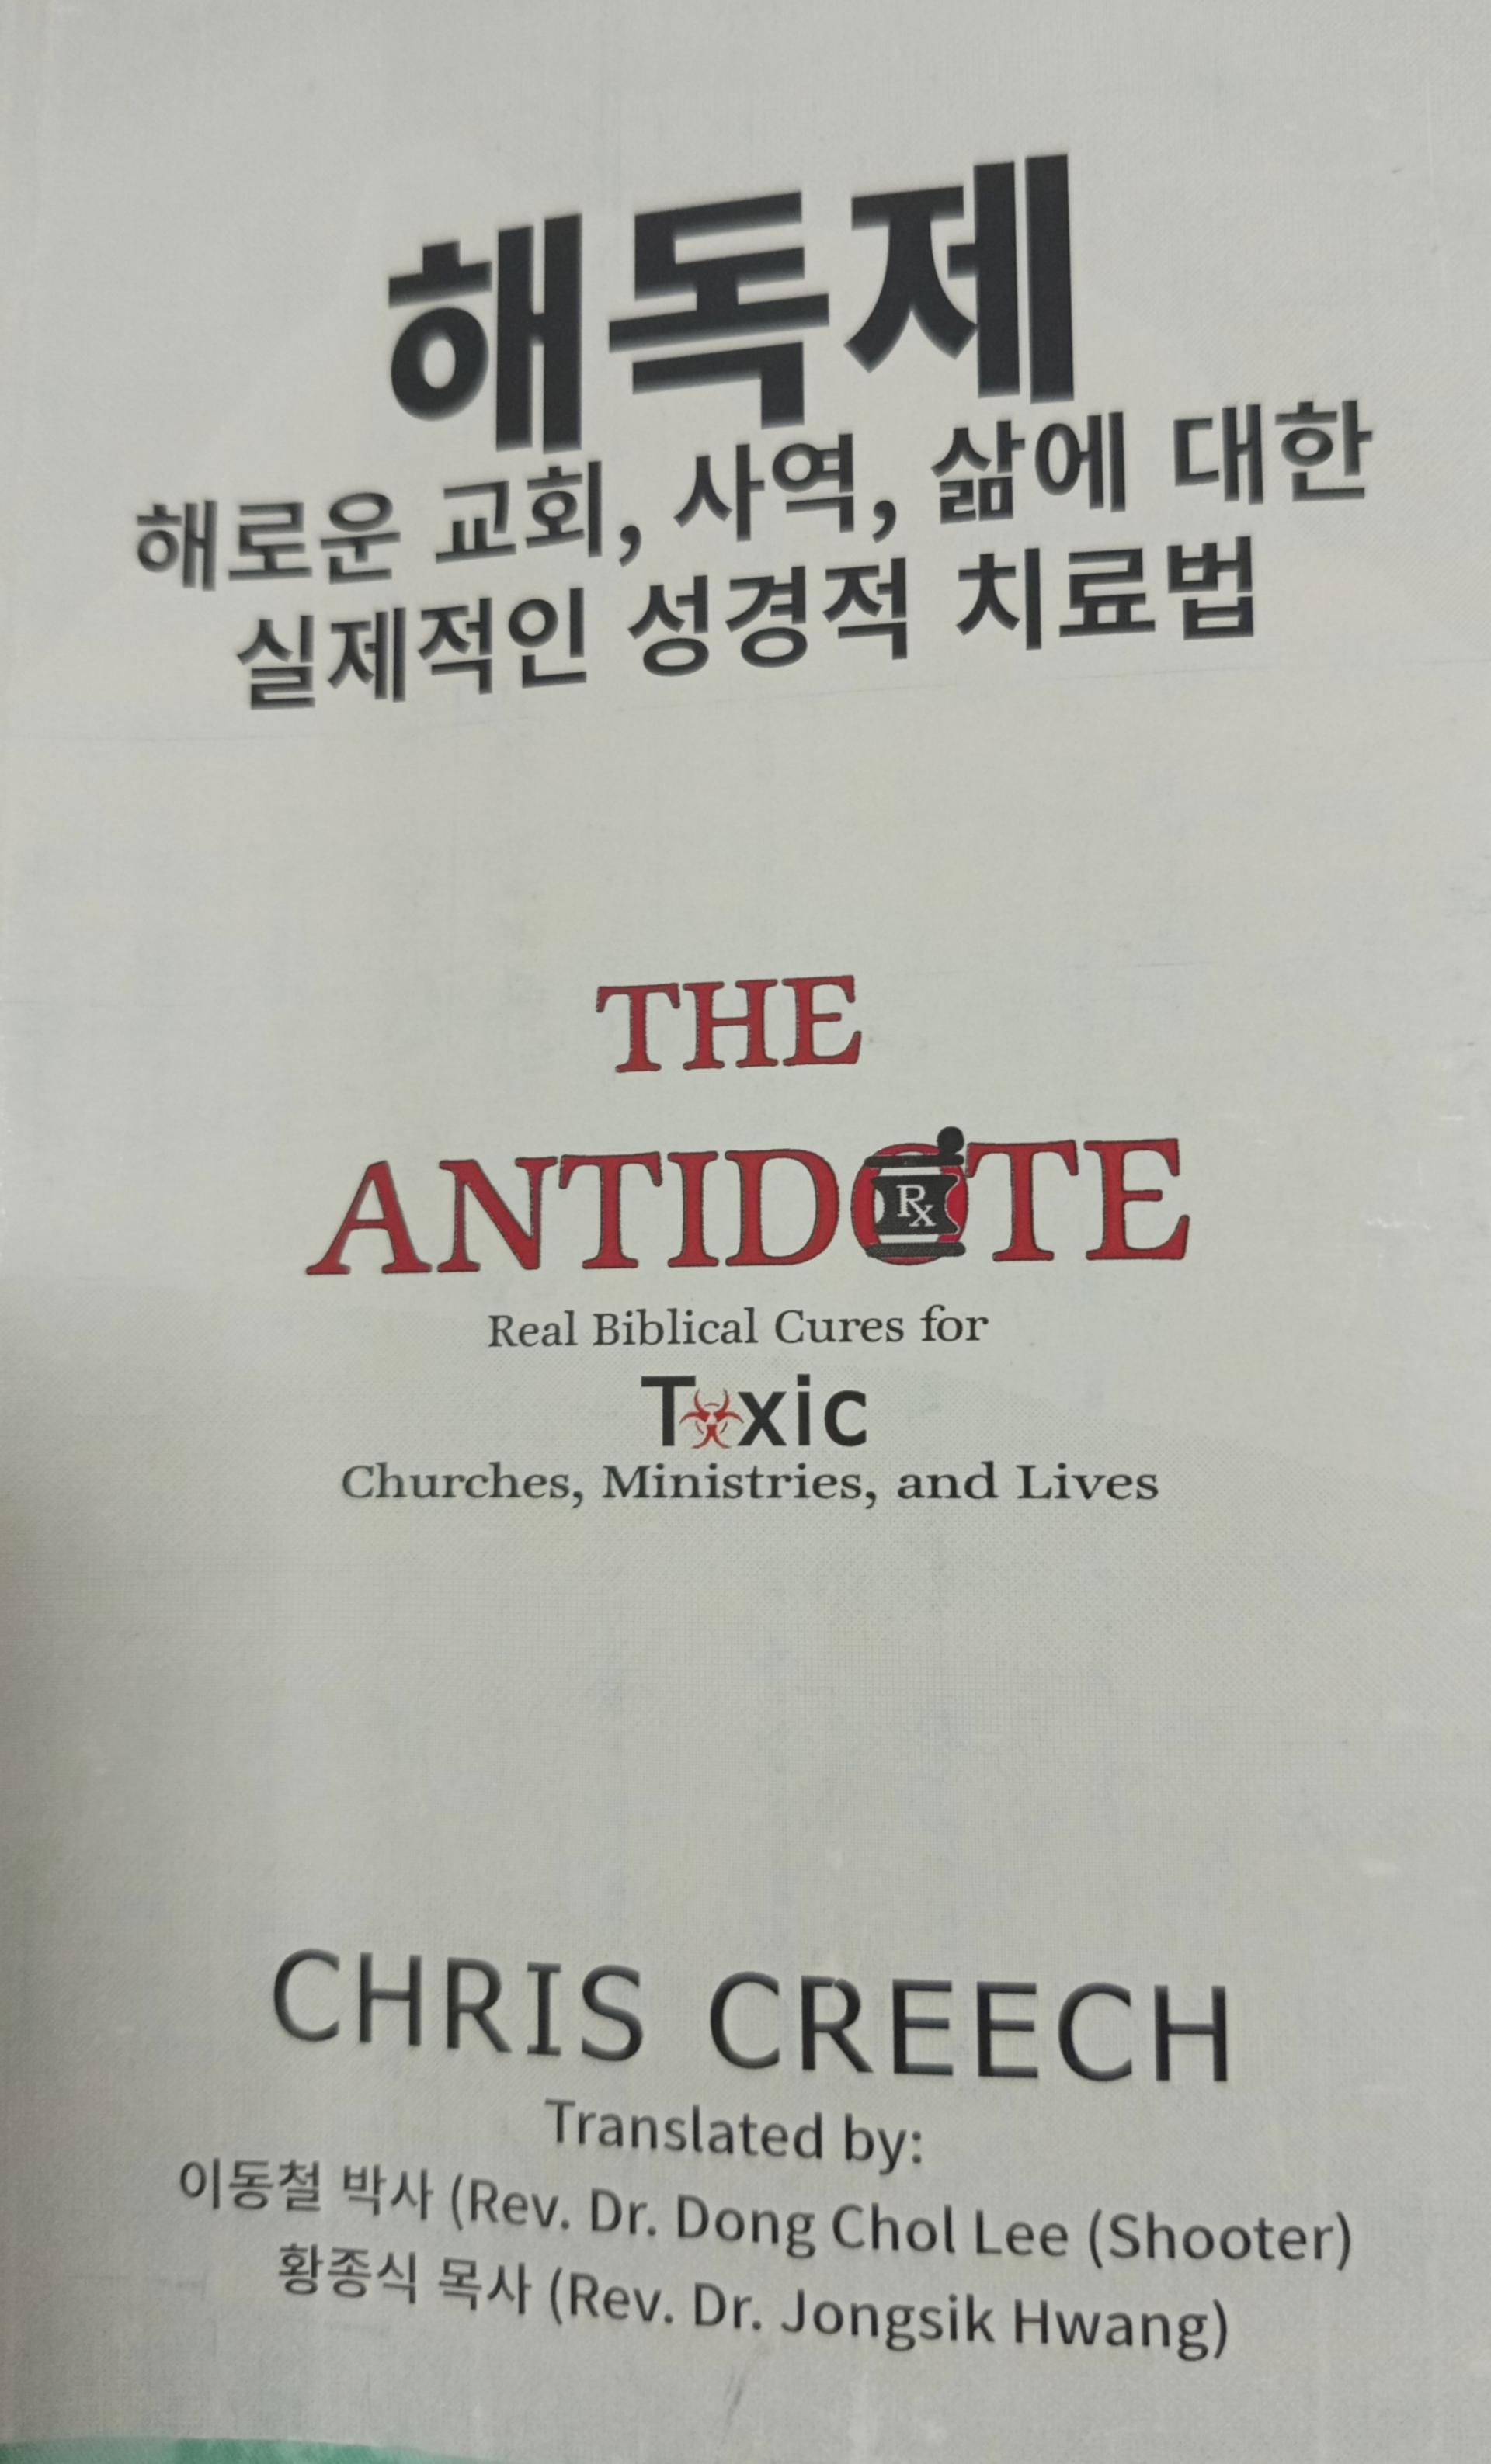 해독제
해로운 교회, 사역, 삶에 대한
실제적인 성경적 치료법
THE
ANTIDOTE
Rx
Real Biblical Cures for
Toxic
Churches, Ministries, and Lives
CHRIS CREECH
Translated by:
이동철 박사 (Rev. Dr. Dong Chol Lee (Shooter)
황종식 목사 (Rev. Dr. Jongsik Hwang)